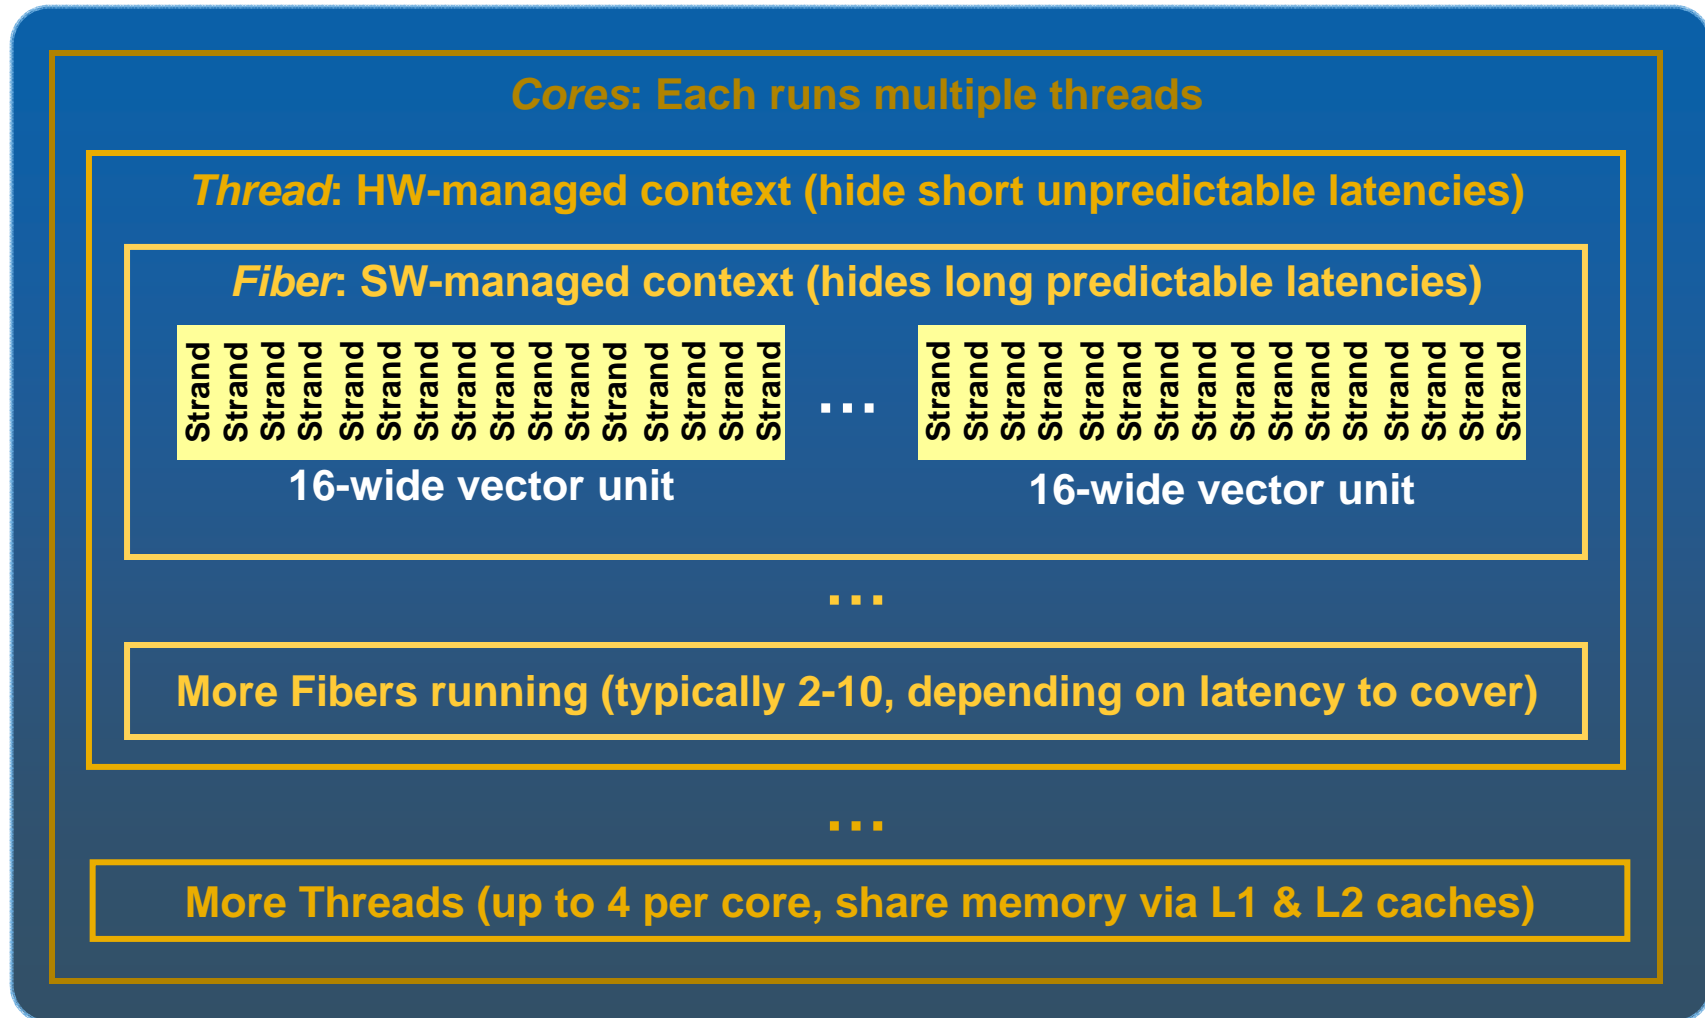 Cores: Each runs multiple threads
Thread: HW-managed context (hide short unpredictable latencies)
Fiber: SW-managed context (hides long predictable latencies)
Strand Strand Strand Strand Strand Strand Strand Strand Strand Strand Strand Strand Strand Strand Strand Strand ... Strand Strand Strand Strand Strand Strand Strand Strand Strand Strand Strand Strand Strand Strand Strand Strand
16-wide vector unit 16-wide vector unit
...
More Fibers running (typically 2-10, depending on latency to cover)
...
More Threads (up to 4 per core, share memory via L1 & L2 caches)